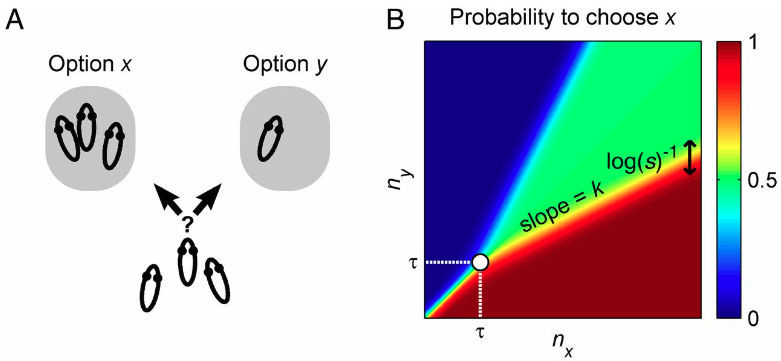 A
Option x
Option y
?
B
Probability to choose x
n_y
n_x
τ
τ
slope = k
log(s)⁻¹
1
0.5
0